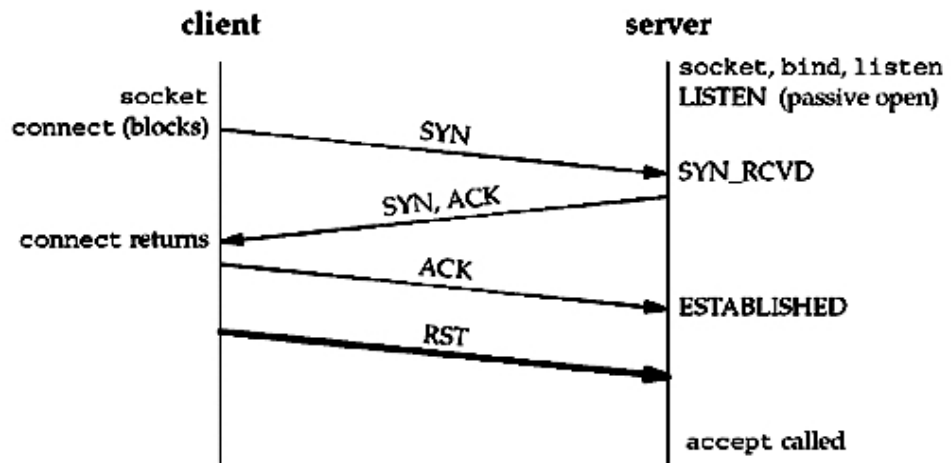 client
server
socket, bind, listen
LISTEN (passive open)
socket
connect (blocks)
SYN
SYN_RCVD
SYN, ACK
connect returns
ACK
ESTABLISHED
RST
accept called